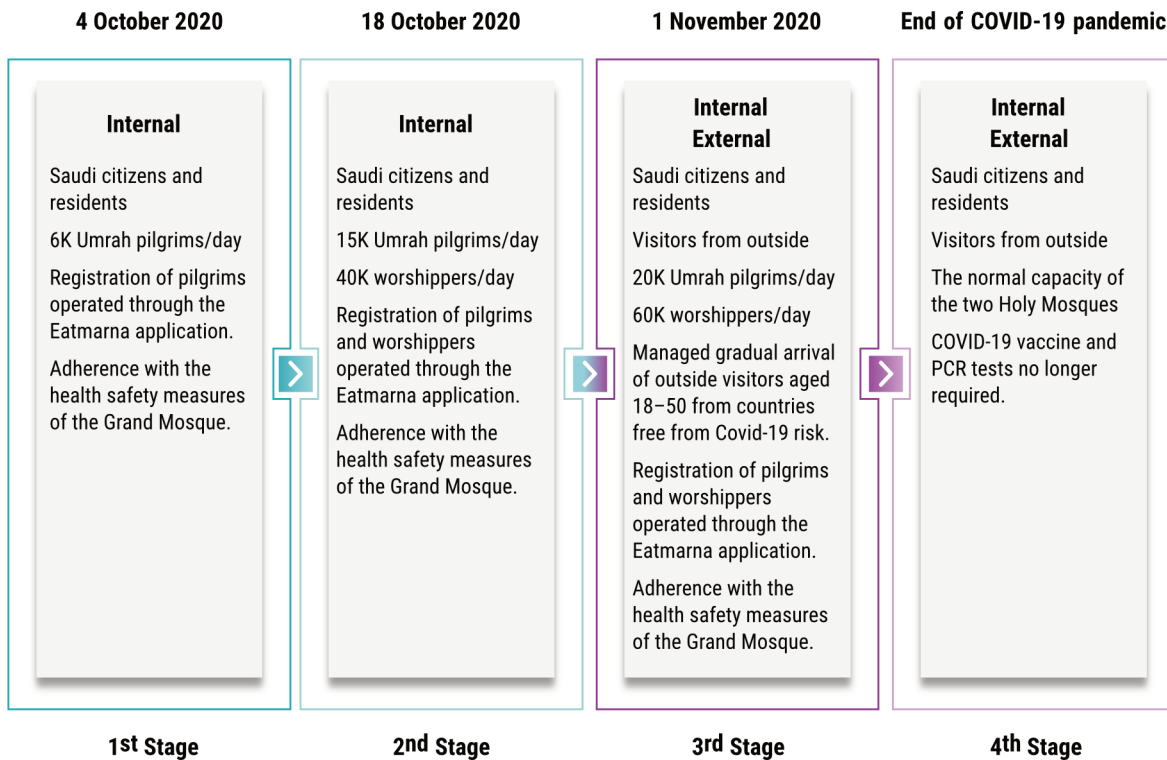 4 October 2020
Internal
Saudi citizens and
residents
6K Umrah pilgrims/day
Registration of pilgrims
operated through the
Eatmarna application.
Adherence with the
health safety measures
of the Grand Mosque.
1st Stage
18 October 2020
Internal
Saudi citizens and
residents
15K Umrah pilgrims/day
40K worshippers/day
Registration of pilgrims
and worshippers
operated through the
Eatmarna application.
Adherence with the
health safety measures
of the Grand Mosque.
2nd Stage
1 November 2020
Internal
External
Saudi citizens and
residents
Visitors from outside
20K Umrah pilgrims/day
60K worshippers/day
Managed gradual arrival
of outside visitors aged
18–50 from countries
free from Covid-19 risk.
Registration of pilgrims
and worshippers
operated through the
Eatmarna application.
Adherence with the
health safety measures
of the Grand Mosque.
3rd Stage
End of COVID-19 pandemic
Internal
External
Saudi citizens and
residents
Visitors from outside
The normal capacity of
the two Holy Mosques
COVID-19 vaccine and
PCR tests no longer
required.
4th Stage